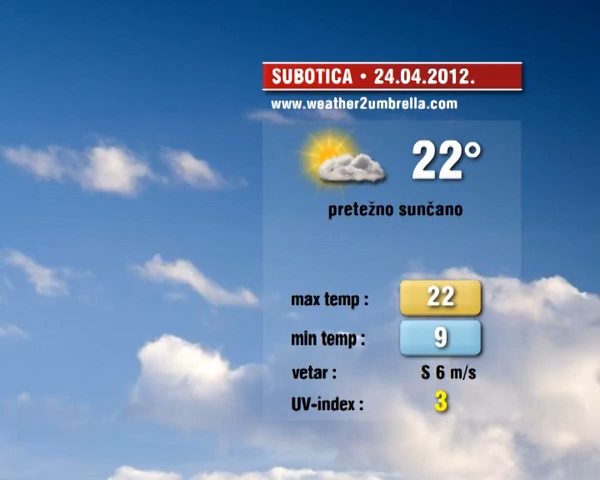 SUBOTICA • 24.04.2012.
www.weather2umbrella.com
22°
pretežno sunčano
max temp : 22
min temp : 9
vetar : S 6 m/s
UV-index : 3